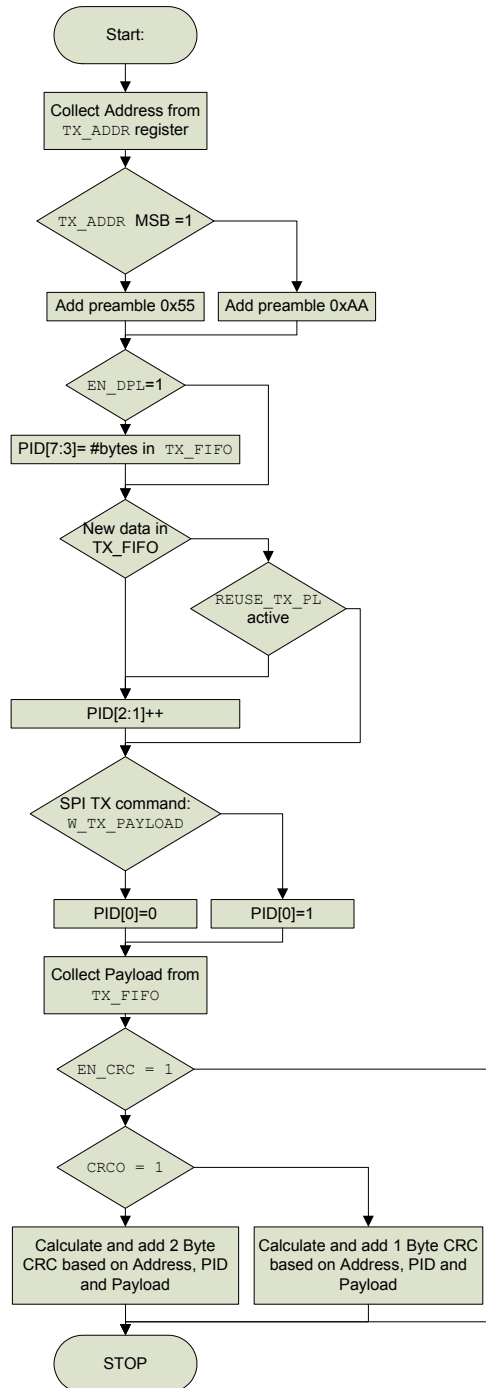 Start:
Collect Address from
TX_ADDR register
TX_ADDR MSB =1
Add preamble 0x55
Add preamble 0xAA
EN_DPL=1
PID[7:3]= #bytes in TX_FIFO
New data in
TX_FIFO
REUSE_TX_PL
active
PID[2:1]++
SPI TX command:
W_TX_PAYLOAD
PID[0]=0
PID[0]=1
Collect Payload from
TX_FIFO
EN_CRC = 1
CRCO = 1
Calculate and add 2 Byte
CRC based on Address, PID
and Payload
Calculate and add 1 Byte CRC
based on Address, PID and
Payload
STOP